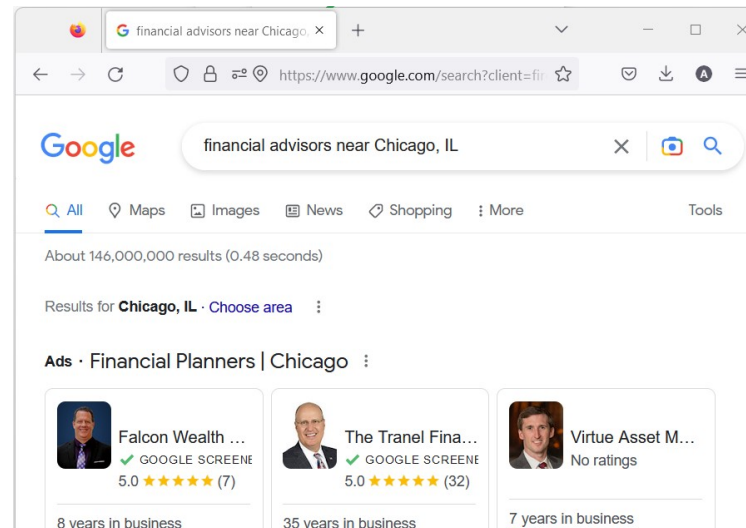 financial advisors near Chicago,
https://www.google.com/search?client=fir
A
Google
financial advisors near Chicago, IL
All Maps Images News Shopping More Tools
About 146,000,000 results (0.48 seconds)
Results for Chicago, IL · Choose area
Ads · Financial Planners | Chicago
Falcon Wealth ...
GOOGLE SCREENE
5.0 (7)
8 years in business
The Tranel Fina...
GOOGLE SCREENE
5.0 (32)
35 years in business
Virtue Asset M...
No ratings
7 years in business